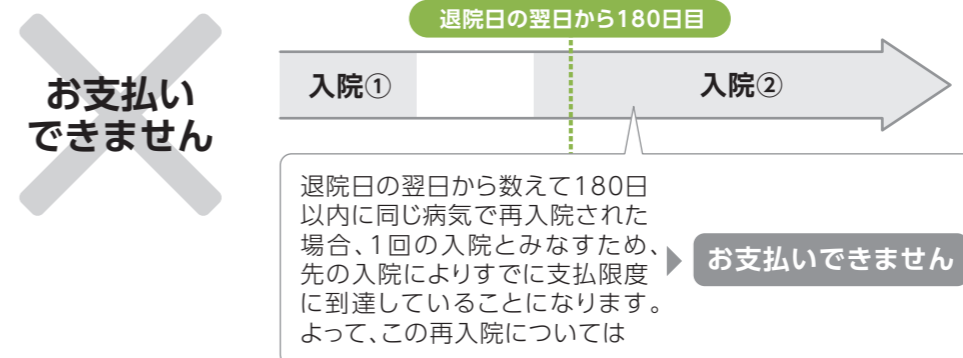 退院日の翌日から180日目
お支払い
できません
入院①
入院②
退院日の翌日から数えて180日
以内に同じ病気で再入院された
場合、1回の入院とみなすため、
先の入院によりすでに支払限度
に到達していることになります。
よって、この再入院については
お支払いできません